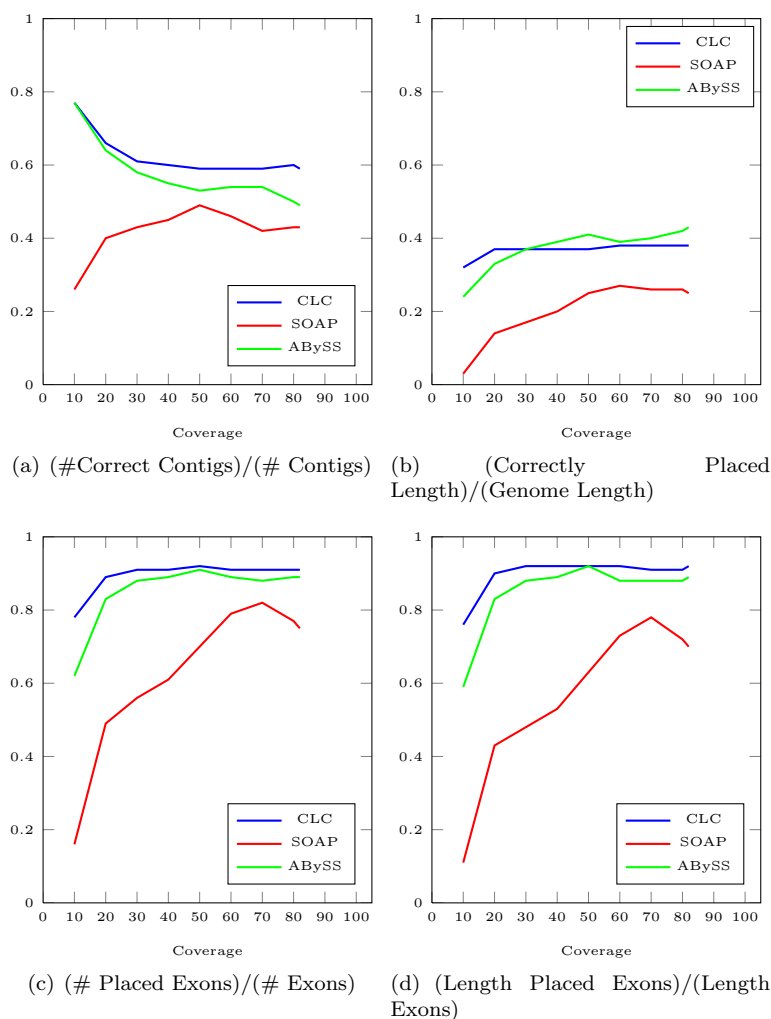 1
0.8
0.6
0.4
0.2
0
0 10 20 30 40 50 60 70 80 90 100
Coverage
CLC
SOAP
ABySS
(a) (#Correct Contigs)/(# Contigs)
1
0.8
0.6
0.4
0.2
0
0 10 20 30 40 50 60 70 80 90 100
Coverage
CLC
SOAP
ABySS
(b) (Correctly Placed
Length)/(Genome Length)
1
0.8
0.6
0.4
0.2
0
0 10 20 30 40 50 60 70 80 90 100
Coverage
CLC
SOAP
ABySS
(c) (# Placed Exons)/(# Exons)
1
0.8
0.6
0.4
0.2
0
0 10 20 30 40 50 60 70 80 90 100
Coverage
CLC
SOAP
ABySS
(d) (Length Placed Exons)/(Length
Exons)